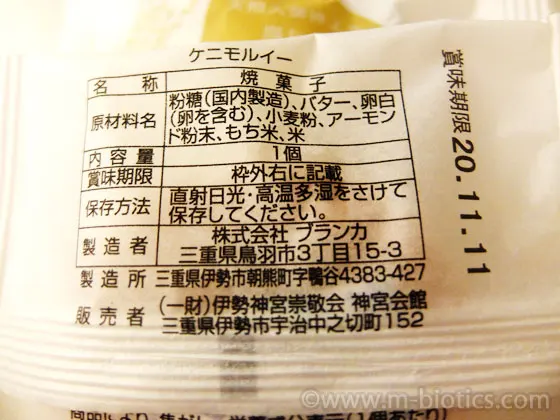 ケニモルイー
名称 焼菓子
原材料名 粉糖(国内製造)、バター、卵白
(卵を含む)、小麦粉、アーモン
ド粉末、もち米、米
内容量 1個
賞味期限 枠外右に記載
保存方法 直射日光・高温多湿をさけて
保存してください。
製造者 株式会社 ブランカ
三重県鳥羽市3丁目15-3
製造所 三重県伊勢市朝熊町字鴨谷4383-427
販売者 (一財)伊勢神宮崇敬会 神宮会館
三重県伊勢市宇治中之切町152
賞味期限 20.11.11
©www.m-biotics.com